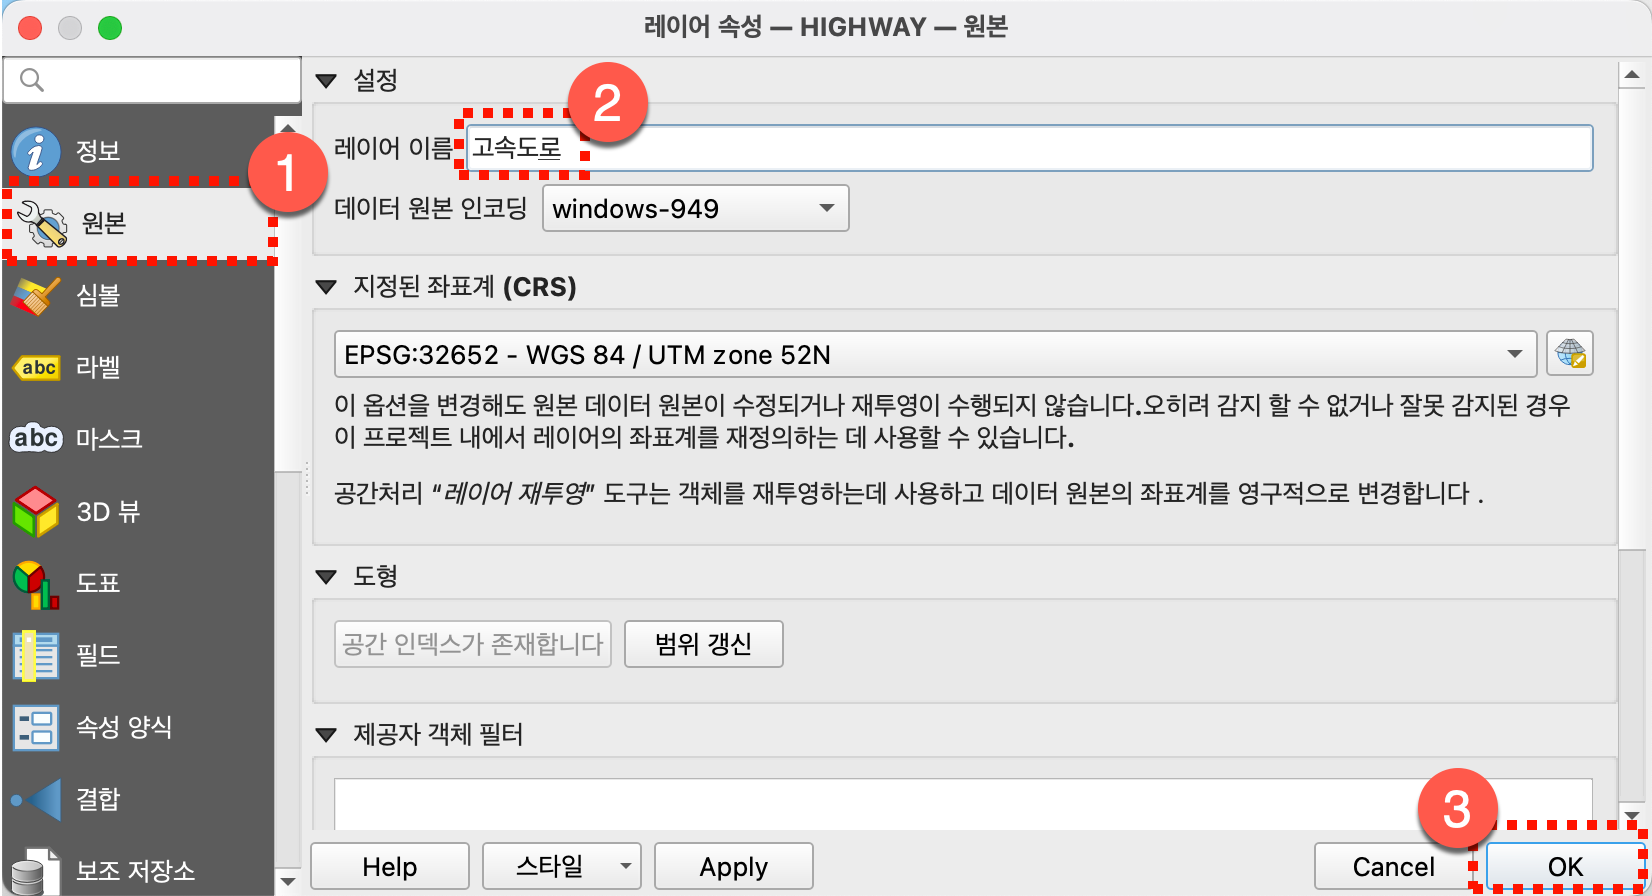 레이어 속성 — HIGHWAY — 원본
정보
원본
심볼
abc 라벨
abc 마스크
3D 뷰
도표
필드
속성 양식
결합
보조 저장소
1
설정
2
레이어 이름 고속도로
데이터 원본 인코딩 windows-949
지정된 좌표계 (CRS)
EPSG:32652 - WGS 84 / UTM zone 52N
이 옵션을 변경해도 원본 데이터 원본이 수정되거나 재투영이 수행되지 않습니다.오히려 감지 할 수 없거나 잘못 감지된 경우
이 프로젝트 내에서 레이어의 좌표계를 재정의하는 데 사용할 수 있습니다.
공간처리 “레이어 재투영” 도구는 객체를 재투영하는데 사용하고 데이터 원본의 좌표계를 영구적으로 변경합니다 .
도형
공간 인덱스가 존재합니다 범위 갱신
제공자 객체 필터
3
Help 스타일 Apply Cancel OK